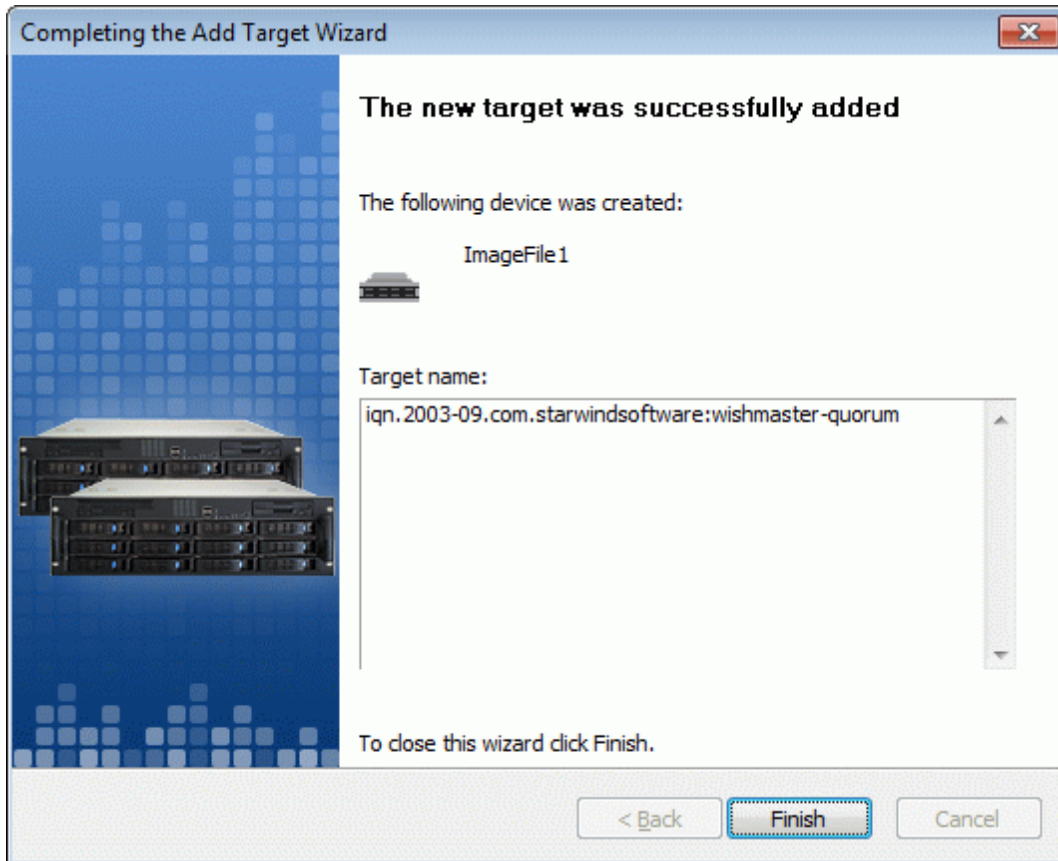 Completing the Add Target Wizard
The new target was successfully added
The following device was created:
ImageFile1
Target name:
iqn.2003-09.com.starwindsoftware:wishmaster-quorum
To close this wizard click Finish.
< Back
Finish
Cancel